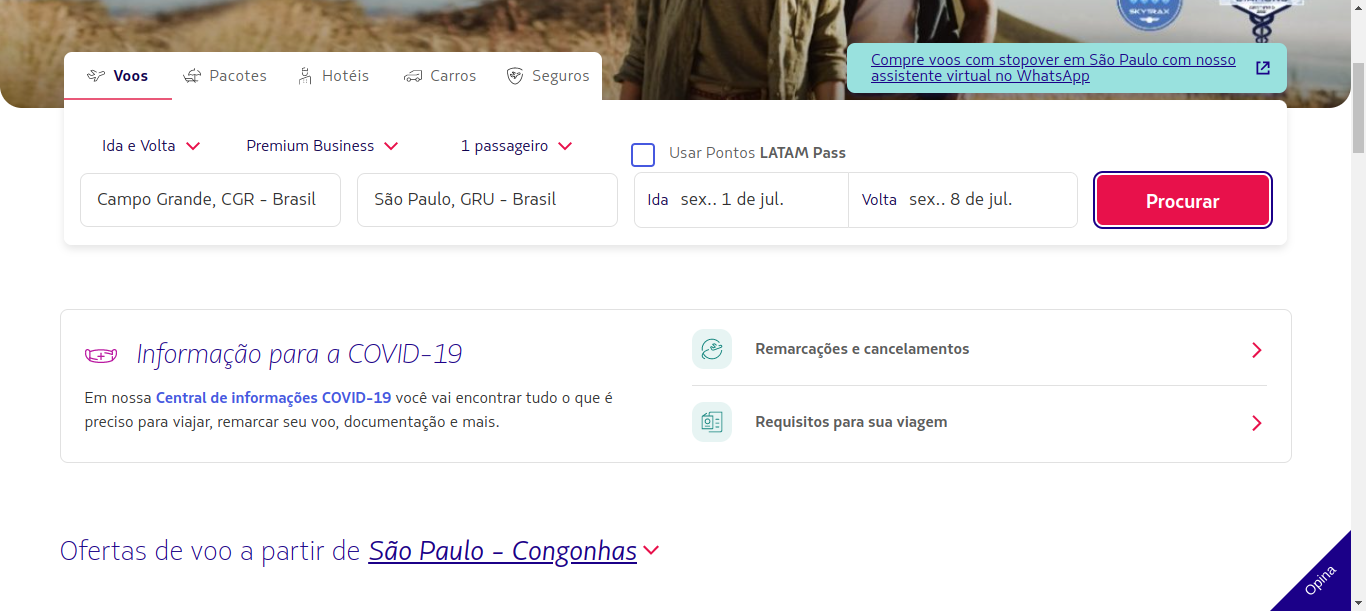 SKYTRAX
Compre voos com stopover em São Paulo com nosso
assistente virtual no WhatsApp
Voos Pacotes Hotéis Carros Seguros
Ida e Volta Premium Business 1 passageiro
Usar Pontos LATAM Pass
Campo Grande, CGR - Brasil São Paulo, GRU - Brasil Ida sex.. 1 de jul. Volta sex.. 8 de jul. Procurar
Informação para a COVID-19
Em nossa Central de informações COVID-19 você vai encontrar tudo o que é
preciso para viajar, remarcar seu voo, documentação e mais.
Remarcações e cancelamentos
Requisitos para sua viagem
Ofertas de voo a partir de São Paulo - Congonhas
Opina